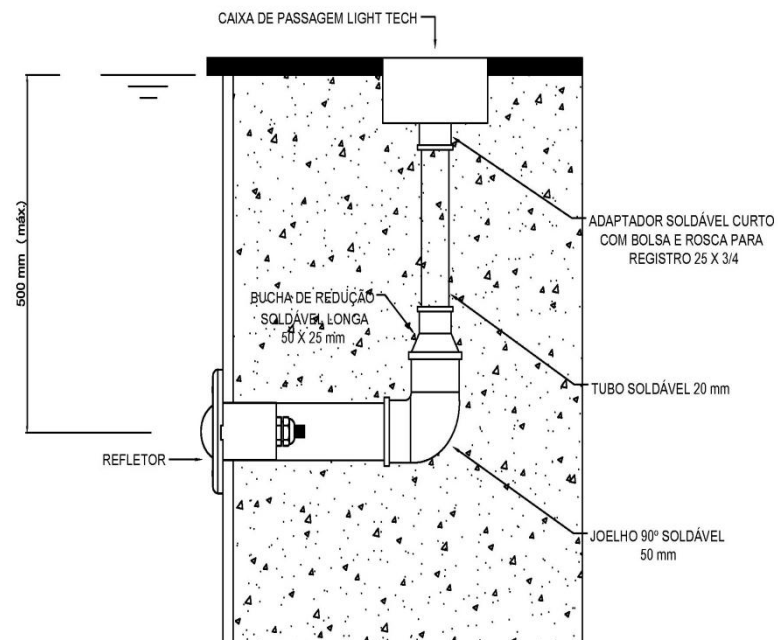 CAIXA DE PASSAGEM LIGHT TECH
500 mm (máx.)
ADAPTADOR SOLDÁVEL CURTO
COM BOLSA E ROSCA PARA
REGISTRO 25 X 3/4
BUCHA DE REDUÇÃO
SOLDÁVEL LONGA
50 X 25 mm
TUBO SOLDÁVEL 20 mm
REFLETOR
JOELHO 90º SOLDÁVEL
50 mm